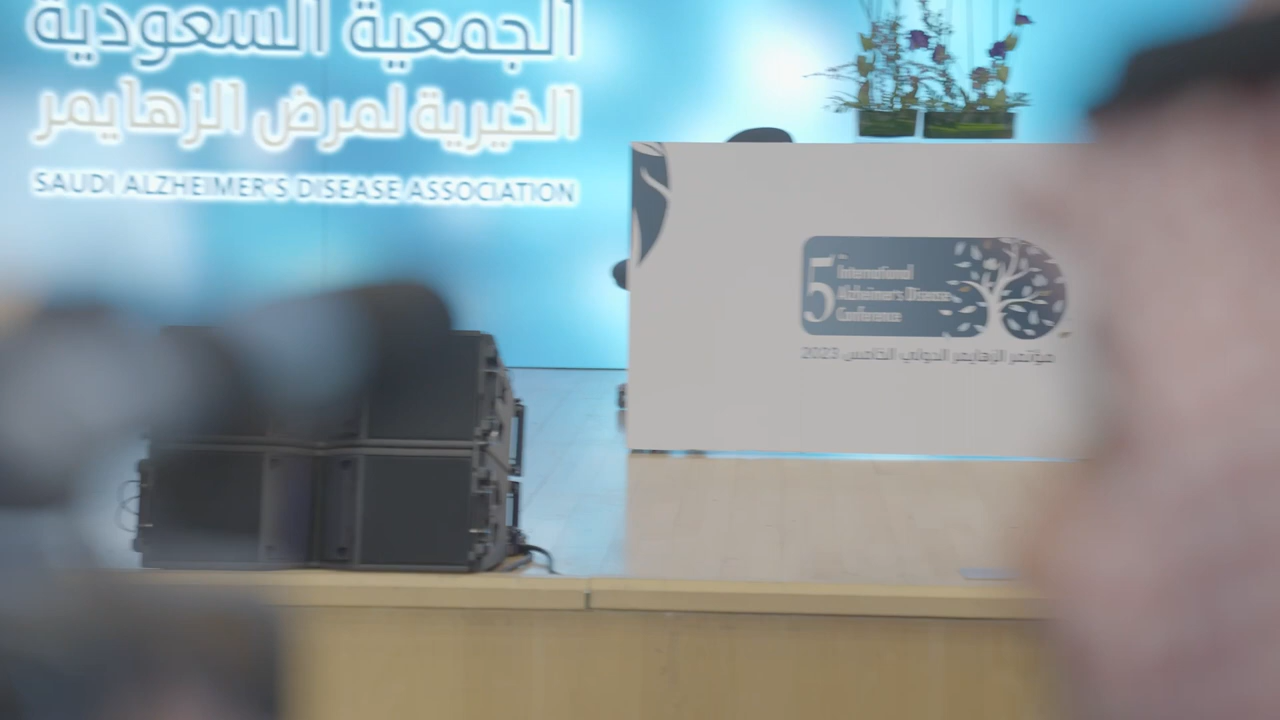 الجمعية السعودية
الخيرية لمرض الزهايمر
SAUDI ALZHEIMER'S DISEASE ASSOCIATION
5th
International
Alzheimer's Disease
Conference
مؤتمر الزهايمر الدولي الخامس 2023